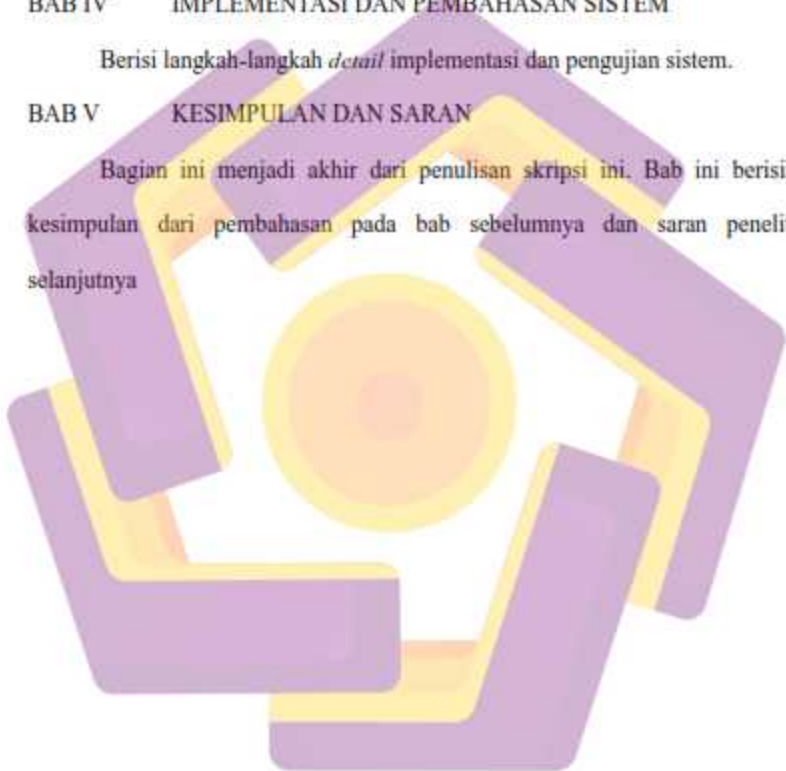 BAB IV IMPLEMENTASI DAN PEMBAHASAN SISTEM
Berisi langkah-langkah detail implementasi dan pengujian sistem.
BAB V KESIMPULAN DAN SARAN
Bagian ini menjadi akhir dari penulisan skripsi ini. Bab ini berisi
kesimpulan dari pembahasan pada bab sebelumnya dan saran penelit
selanjutnya